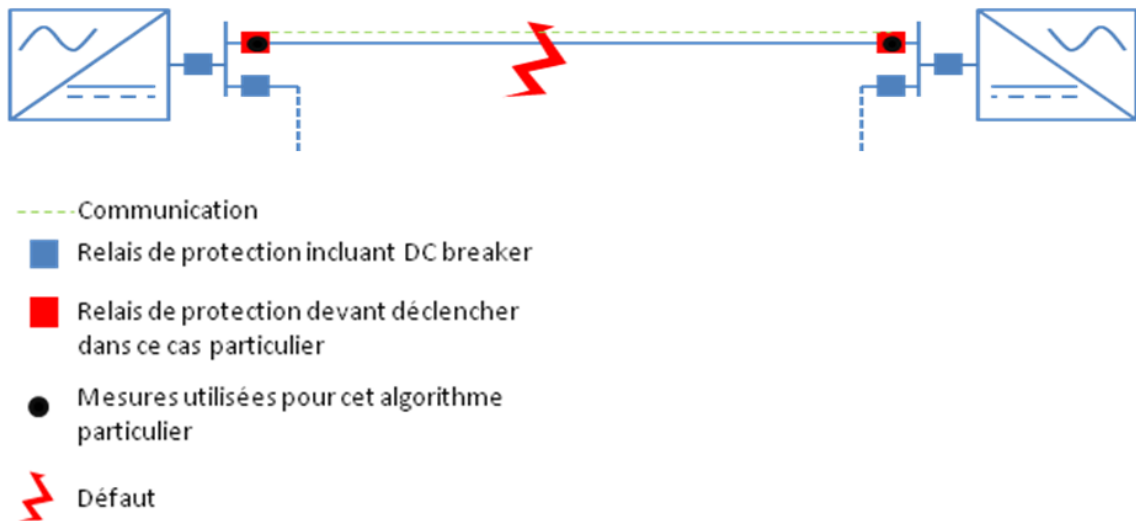 Communication
Relais de protection incluant DC breaker
Relais de protection devant déclencher
dans ce cas particulier
Mesures utilisées pour cet algorithme
particulier
Défaut